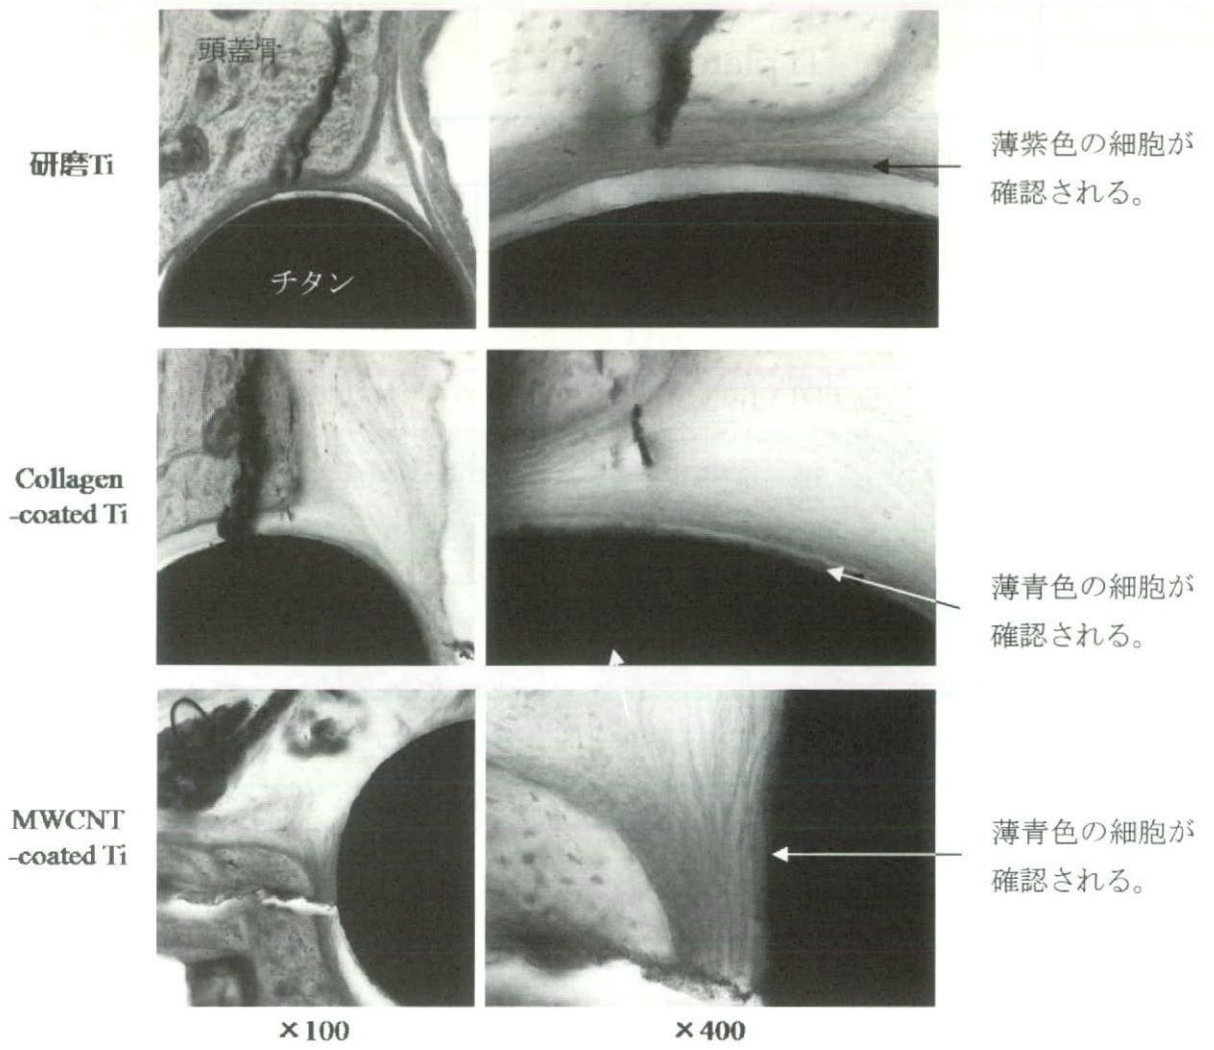 頭蓋骨
研磨Ti
チタン
薄紫色の細胞が
確認される。
Collagen
-coated Ti
薄青色の細胞が
確認される。
MWCNT
-coated Ti
薄青色の細胞が
確認される。
×100
×400